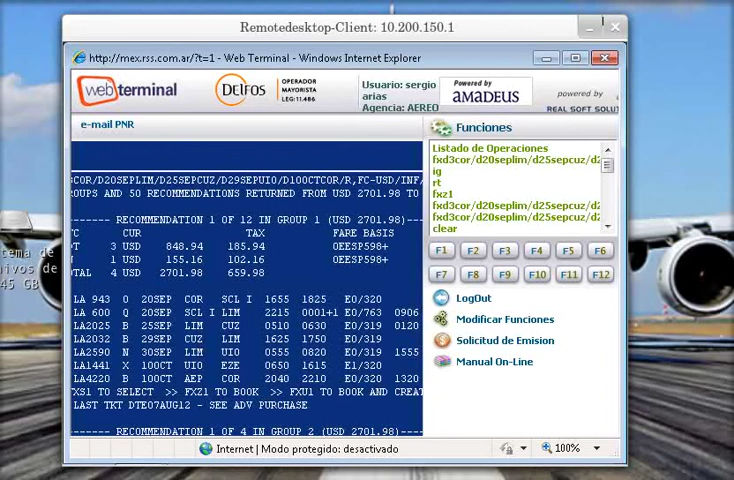 Remotedesktop-Client: 10.200.150.1
http://mex.rss.com.ar/?t=1 - Web Terminal - Windows Internet Explorer
webterminal
DELFOS
OPERADOR
MAYORISTA
LEG:11.486
Usuario: sergio
arias
Agencia: AEREO
Powered by
AMADEUS
powered by
REAL SOFT SOLU
e-mail PNR
COR/D20SEPLIM/D25SEPCUZ/D29SEPUIO/D10OCTCOR/R,FC-USD/INF/
OUPS AND 50 RECOMMENDATIONS RETURNED FROM USD 2701.98 TO
------ RECOMMENDATION 1 OF 12 IN GROUP 1 (USD 2701.98)----
C CUR TAX FARE BASIS
T 3 USD 848.94 185.94 OEESP598+
1 USD 155.16 102.16 OEESP598+
OTAL 4 USD 2701.98 659.98
LA 943 O 20SEP COR SCL I 1655 1825 E0/320
LA 600 Q 20SEP SCL I LIM 2215 0001+1 E0/763 0906
LA2025 B 25SEP LIM CUZ 0510 0630 E0/319 0120
LA2032 B 29SEP CUZ LIM 1625 1750 E0/319
LA2590 N 30SEP LIM UIO 0555 0820 E0/319 1555
LA1441 X 10OCT UIO EZE 0650 1615 E1/320
LA4220 B 10OCT AEP COR 2040 2210 E0/320 1320
FXS1 TO SELECT >> FXZ1 TO BOOK >> FXU1 TO BOOK AND CREAT
LAST TKT DTE07AUG12 - SEE ADV PURCHASE
------ RECOMMENDATION 1 OF 4 IN GROUP 2 (USD 2701.98)----
Funciones
Listado de Operaciones
fxd3cor/d20seplim/d25sepcuz/d2
ig
rt
fxz1
fxd3cor/d20seplim/d25sepcuz/d2
fxd3cor/d20seplim/d25sepcuz/d2
clear
F1 F2 F3 F4 F5 F6
F7 F8 F9 F10 F11 F12
LogOut
Modificar Funciones
Solicitud de Emision
Manual On-Line
tema de
ivos de
45 GB
Internet | Modo protegido: desactivado
100%